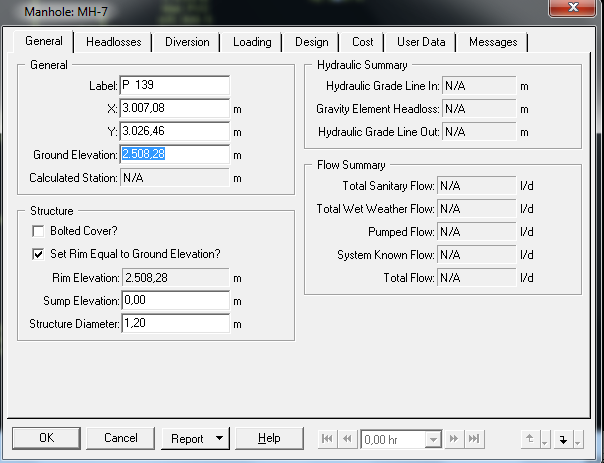 Manhole: MH-7
General Headlosses Diversion Loading Design Cost User Data Messages
General
Label: P 139
X: 3.007,08 m
Y: 3.026,46 m
Ground Elevation: 2.508,28 m
Calculated Station: N/A m
Structure
Bolted Cover?
Set Rim Equal to Ground Elevation?
Rim Elevation: 2.508,28 m
Sump Elevation: 0,00 m
Structure Diameter: 1,20 m
Hydraulic Summary
Hydraulic Grade Line In: N/A m
Gravity Element Headloss: N/A m
Hydraulic Grade Line Out: N/A m
Flow Summary
Total Sanitary Flow: N/A l/d
Total Wet Weather Flow: N/A l/d
Pumped Flow: N/A l/d
System Known Flow: N/A l/d
Total Flow: N/A l/d
OK Cancel Report Help 0,00 hr